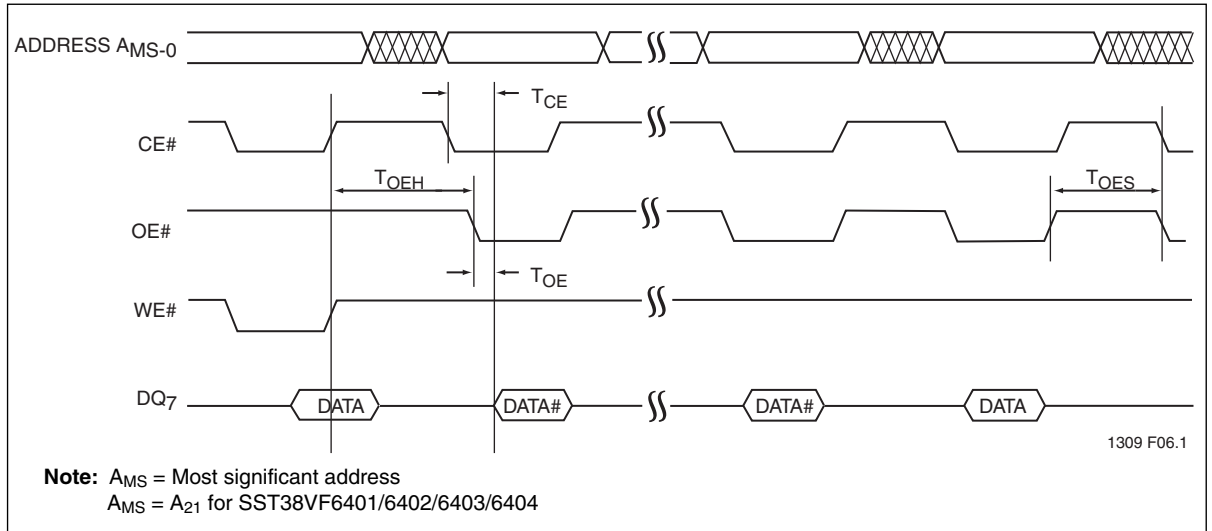 ADDRESS AMS-0
TCE
CE#
TOEH
TOES
OE#
TOE
WE#
DQ7
DATA
DATA#
DATA#
DATA
1309 F06.1
Note: AMS = Most significant address
AMS = A21 for SST38VF6401/6402/6403/6404